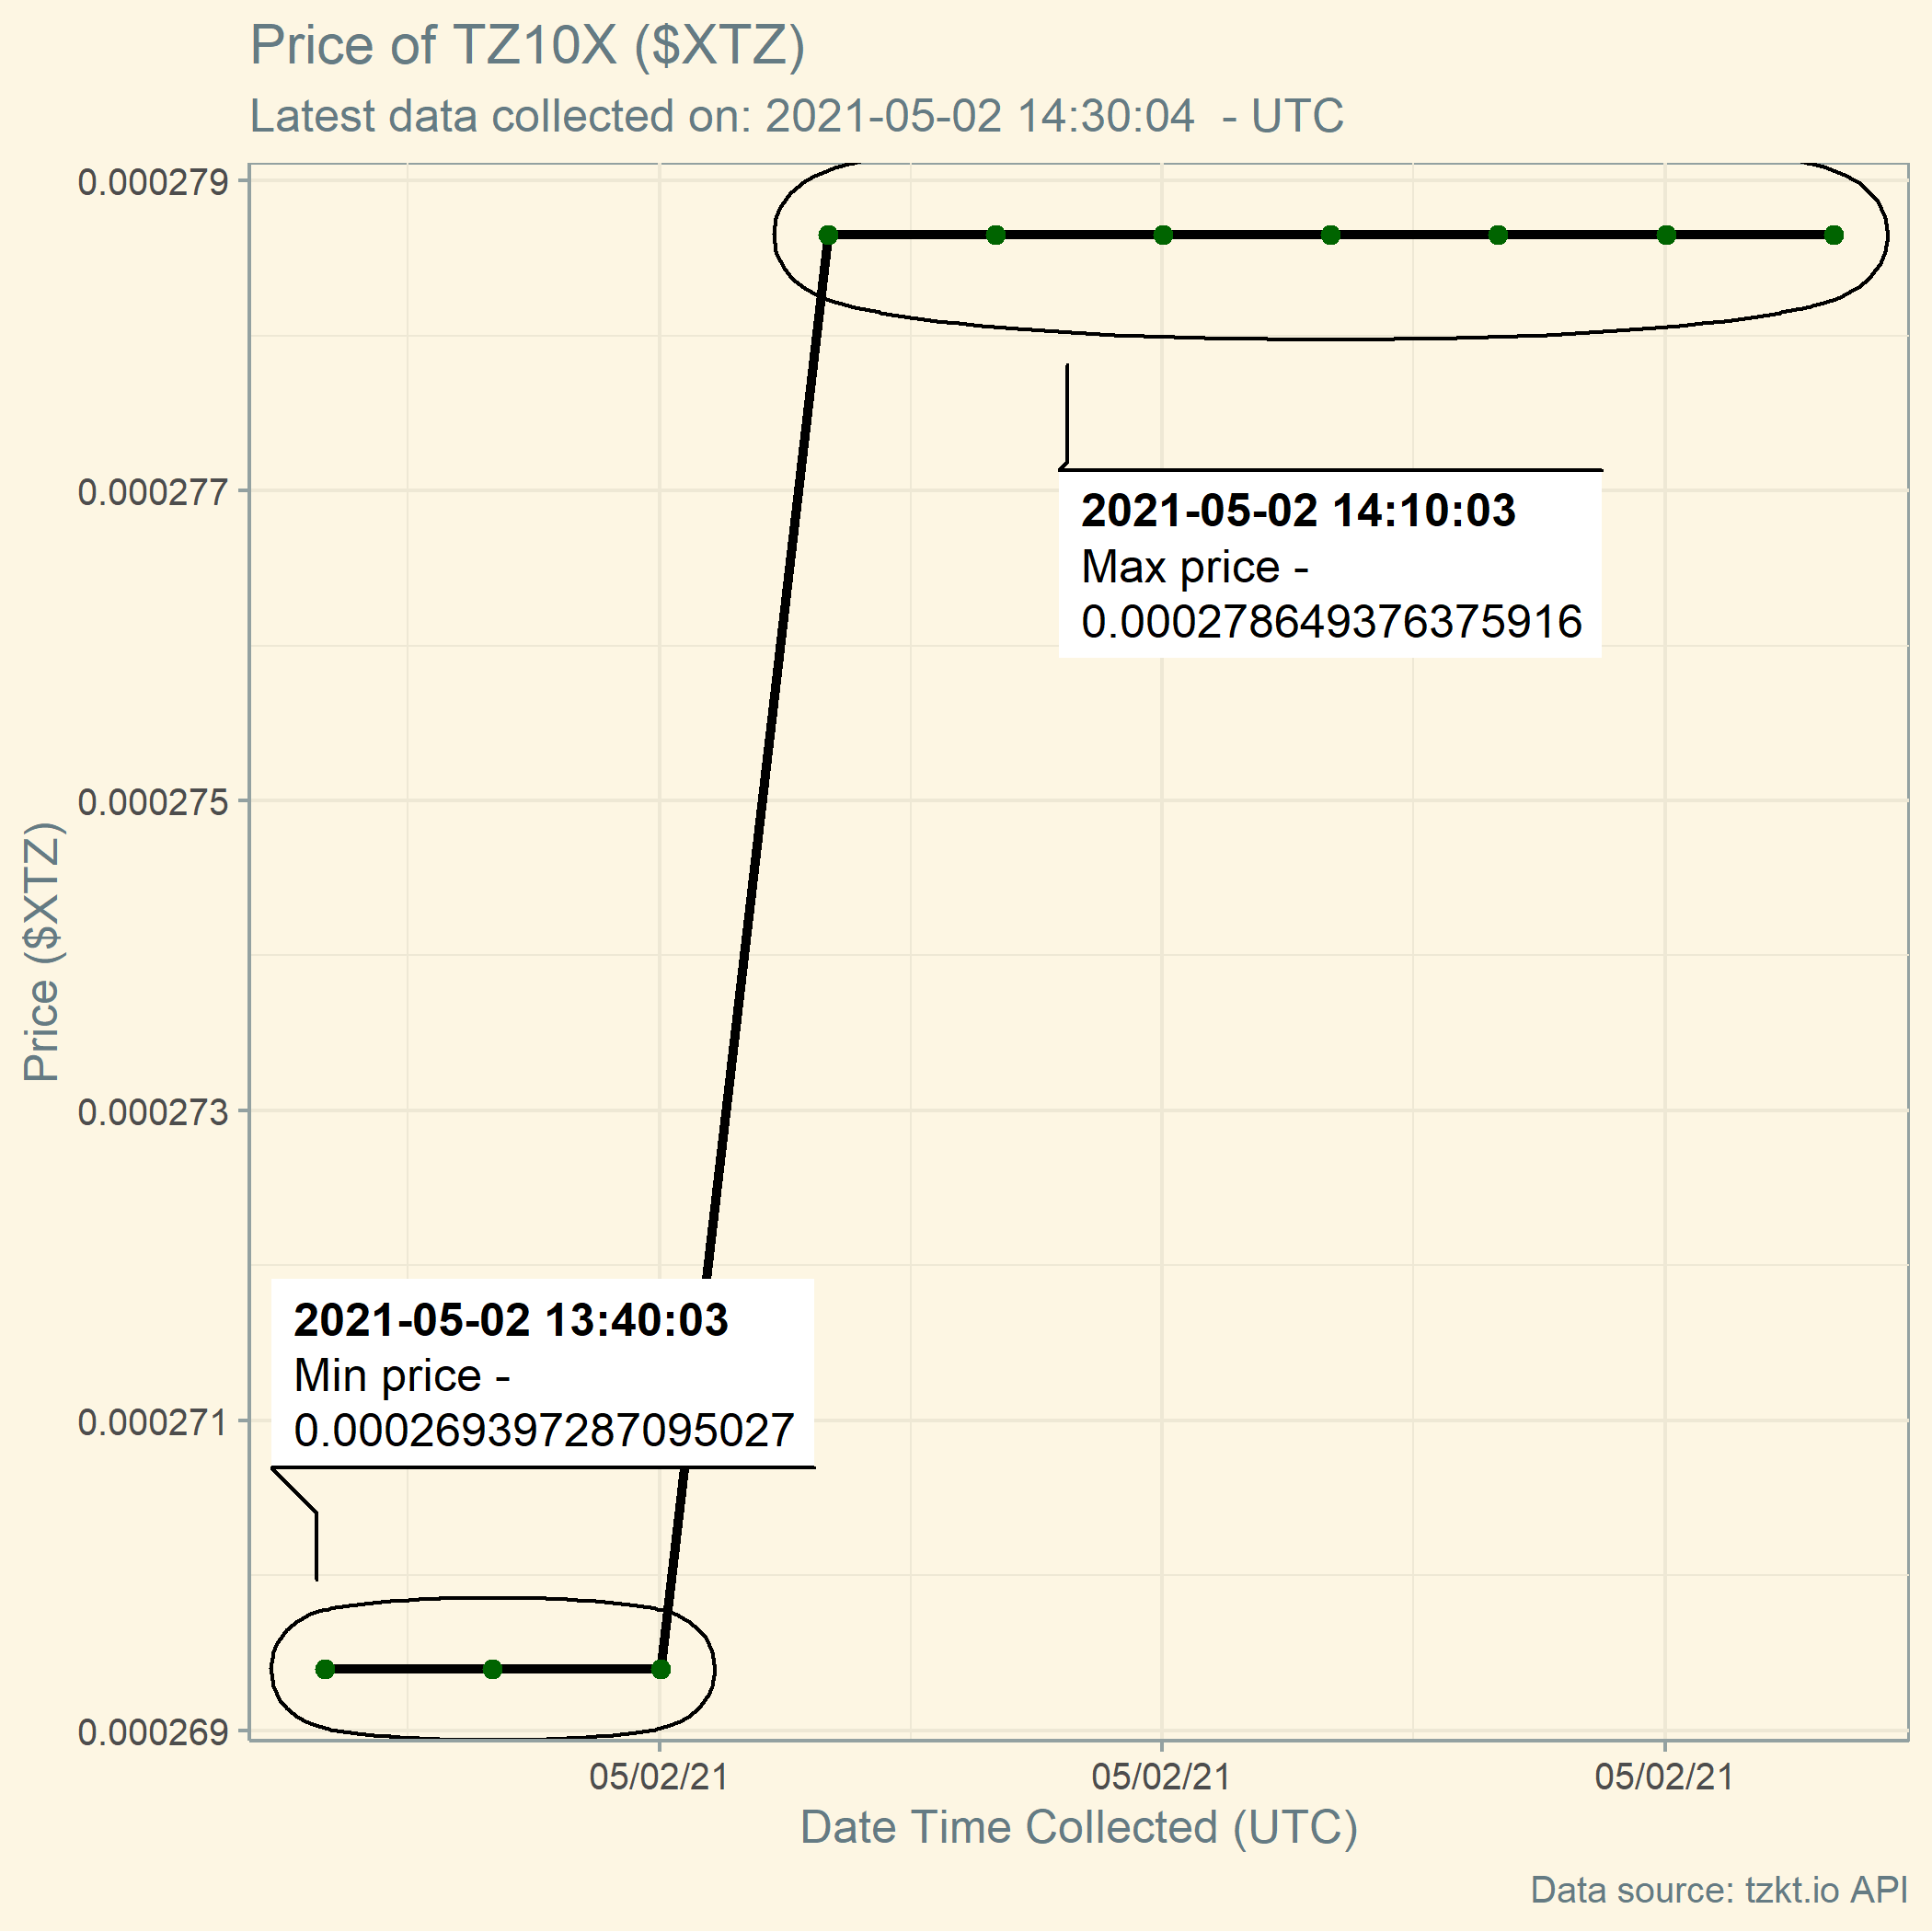 Price of TZ10X ($XTZ)
Latest data collected on: 2021-05-02 14:30:04  - UTC
0.000279
0.000277
0.000275
0.000273
0.000271
0.000269
Price ($XTZ)
2021-05-02 14:10:03
Max price -
0.000278649376375916
2021-05-02 13:40:03
Min price -
0.000269397287095027
05/02/21
05/02/21
05/02/21
Date Time Collected (UTC)
Data source: tzkt.io API